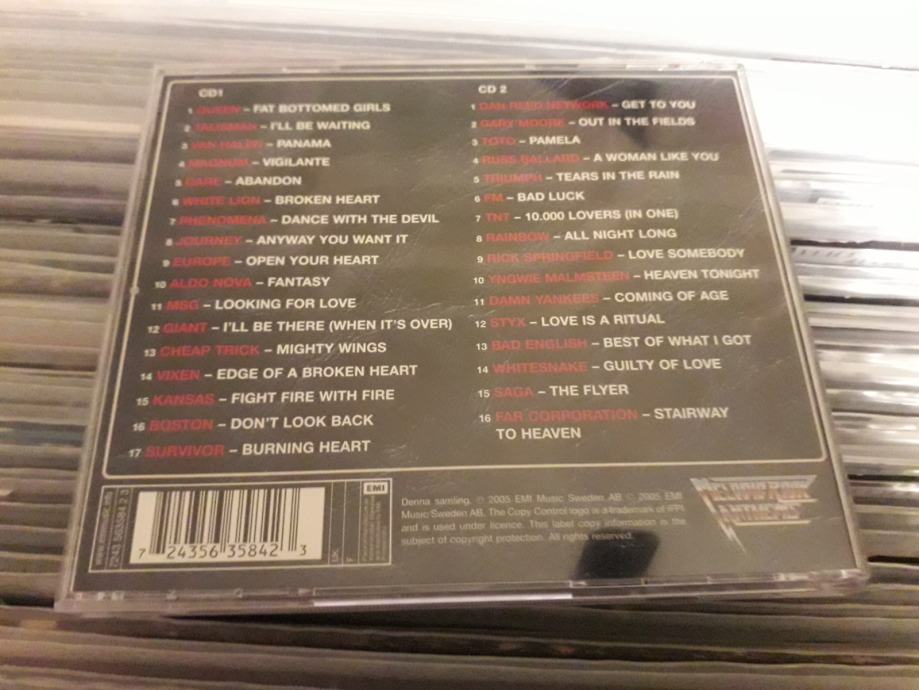 CD1
1 QUEEN – FAT BOTTOMED GIRLS
2 TALISMAN – I'LL BE WAITING
3 VAN HALEN – PANAMA
4 MAGNUM – VIGILANTE
5 DARE – ABANDON
6 WHITE LION – BROKEN HEART
7 PHENOMENA – DANCE WITH THE DEVIL
8 JOURNEY – ANYWAY YOU WANT IT
9 EUROPE – OPEN YOUR HEART
10 ALDO NOVA – FANTASY
11 MSG – LOOKING FOR LOVE
12 GIANT – I'LL BE THERE (WHEN IT'S OVER)
13 CHEAP TRICK – MIGHTY WINGS
14 VIXEN – EDGE OF A BROKEN HEART
15 KANSAS – FIGHT FIRE WITH FIRE
16 BOSTON – DON'T LOOK BACK
17 SURVIVOR – BURNING HEART
CD 2
1 DAN REED NETWORK – GET TO YOU
2 GARY MOORE – OUT IN THE FIELDS
3 TOTO – PAMELA
4 RUSS BALLARD – A WOMAN LIKE YOU
5 TRIUMPH – TEARS IN THE RAIN
6 FM – BAD LUCK
7 TNT – 10.000 LOVERS (IN ONE)
8 RAINBOW – ALL NIGHT LONG
9 RICK SPRINGFIELD – LOVE SOMEBODY
10 YNGWIE MALMSTEEN – HEAVEN TONIGHT
11 DAMN YANKEES – COMING OF AGE
12 STYX – LOVE IS A RITUAL
13 BAD ENGLISH – BEST OF WHAT I GOT
14 WHITESNAKE – GUILTY OF LOVE
15 SAGA – THE FLYER
16 FAR CORPORATION – STAIRWAY
TO HEAVEN
7243 563584 2 3
7 24356 35842 3
UK
F
EMI
Denna samling. ℗ 2005 EMI Music Sweden AB © 2005 EMI
Music Sweden AB. The Copy Control logo is a trademark of IFPI
and is used under licence. This label copy information is the
subject of copyright protection. All rights reserved.
MELODIC ROCK
ANTHEMS